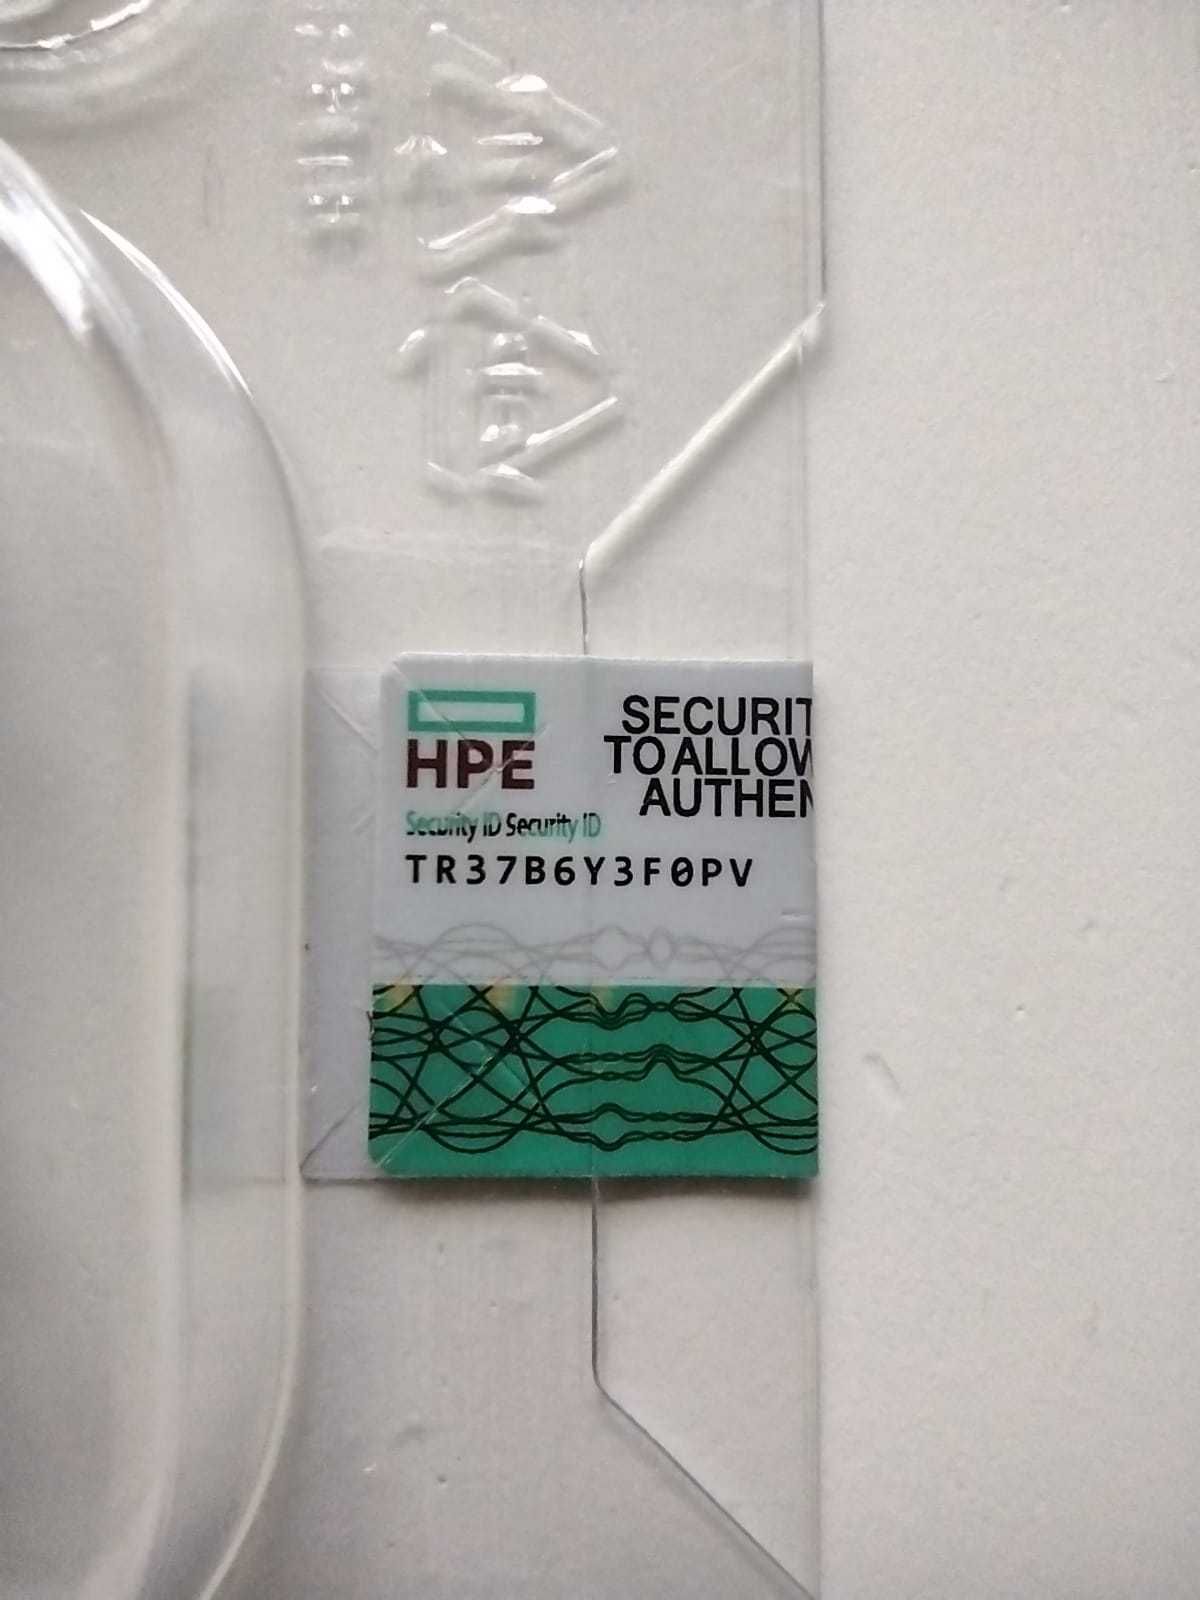 HPE
Security ID Security ID
TR37B6Y3F0PV
SECURIT
TO ALLOW
AUTHEN